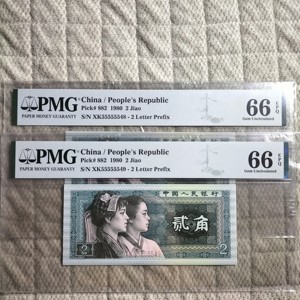 PMG
PAPER MONEY GUARANTY
China / People's Republic
Pick# 882 1980 2 Jiao
S/N XK55555548 - 2 Letter Prefix
66 EPQ
Gem Uncirculated
PMG
PAPER MONEY GUARANTY
China / People's Republic
Pick# 882 1980 2 Jiao
S/N XK55555549 - 2 Letter Prefix
66 EPQ
Gem Uncirculated
中国人民银行
贰角
2
2